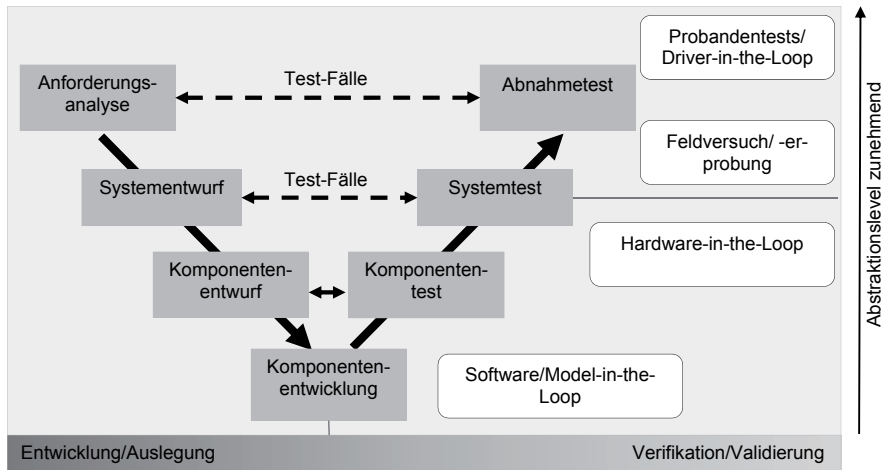 Probandentests/
Driver-in-the-Loop
Anforderungs-
analyse
Test-Fälle
Abnahmetest
Feldversuch/ -er-
probung
Systementwurf
Test-Fälle
Systemtest
Hardware-in-the-Loop
Komponenten-
entwurf
Komponenten-
test
Komponenten-
entwicklung
Software/Model-in-the-
Loop
Entwicklung/Auslegung
Verifikation/Validierung
Abstraktionslevel zunehmend